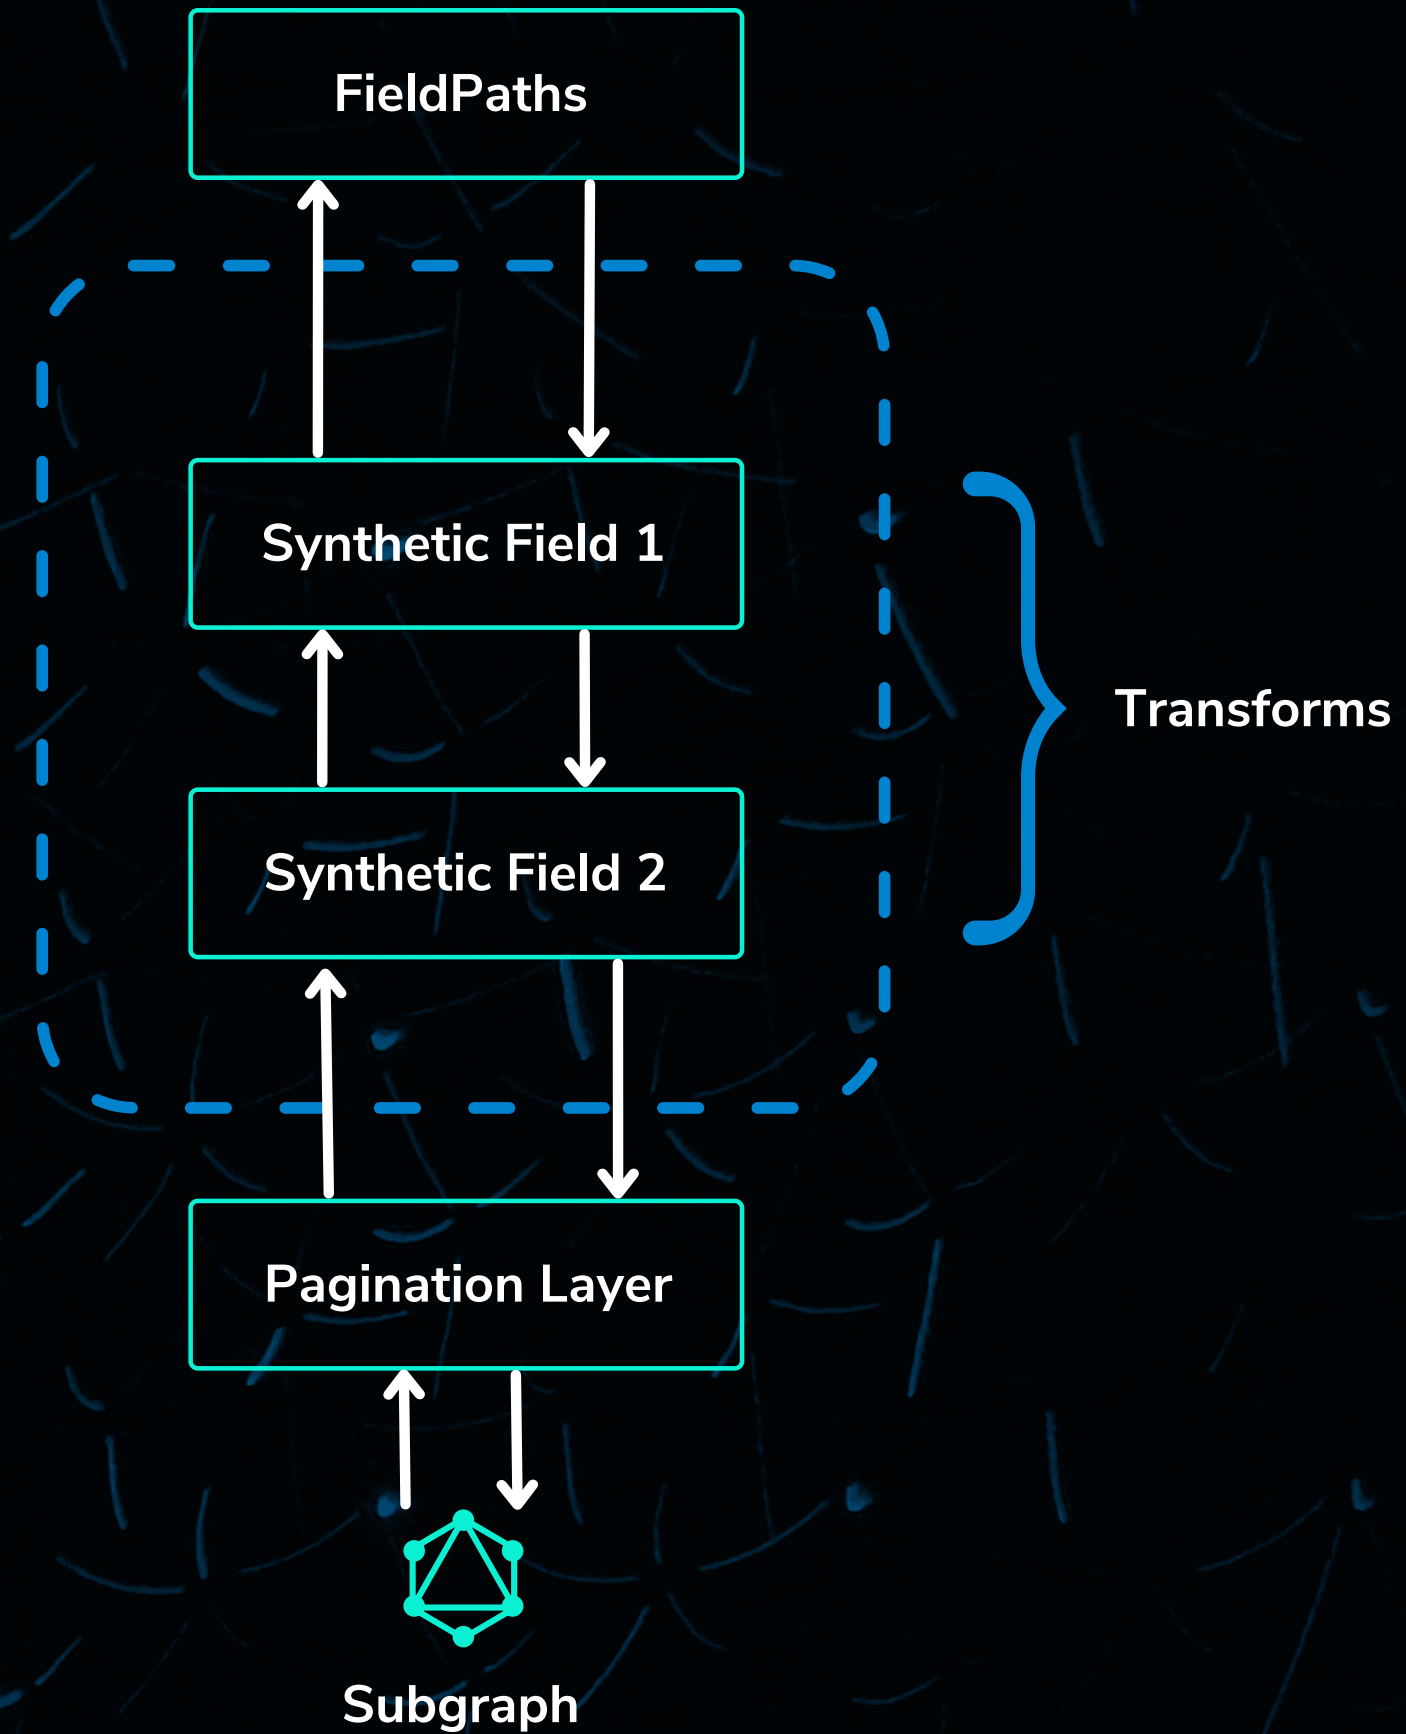 FieldPaths
Synthetic Field 1
Transforms
Synthetic Field 2
Pagination Layer
Subgraph